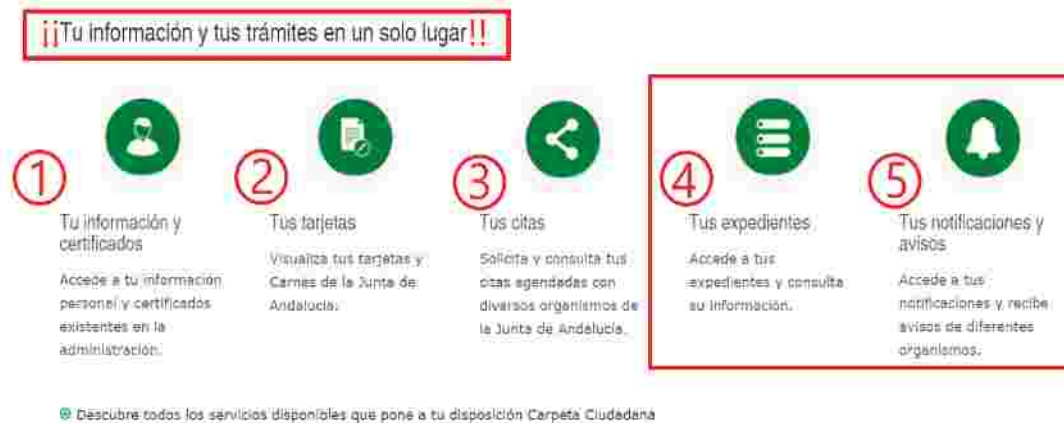 ¡¡Tu información y tus trámites en un solo lugar!!
1
Tu información y
certificados
Accede a tu información
personal y certificados
existentes en la
administración.
2
Tus tarjetas
Visualiza tus tarjetas y
Carnes de la Junta de
Andalucía.
3
Tus citas
Solicita y consulta tus
citas agendadas con
diversos organismos de
la Junta de Andalucía.
4
Tus expedientes
Accede a tus
expedientes y consulta
su información.
5
Tus notificaciones y
avisos
Accede a tus
notificaciones y recibe
avisos de diferentes
organismos.
Descubre todos los servicios disponibles que pone a tu disposición Carpeta Ciudadana